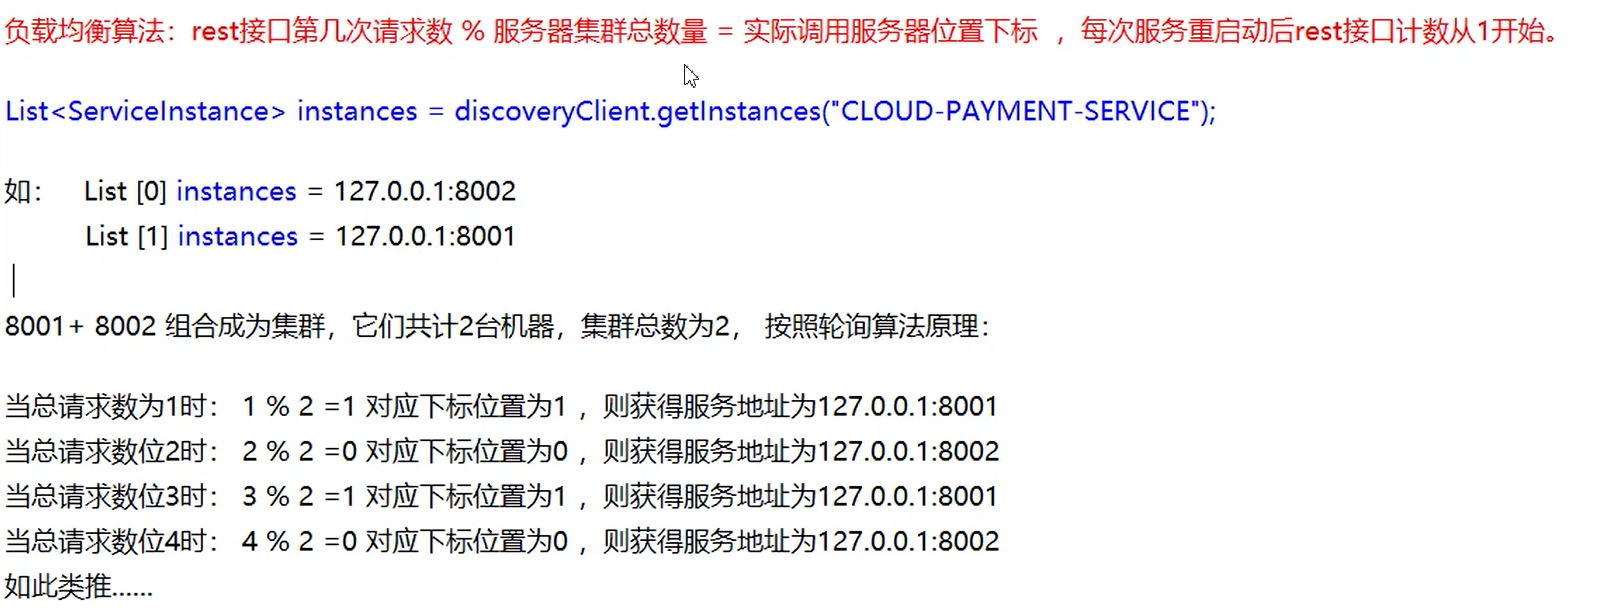 负载均衡算法：rest接口第几次请求数 % 服务器集群总数量 = 实际调用服务器位置下标 ，每次服务重启动后rest接口计数从1开始。
List<ServiceInstance> instances = discoveryClient.getInstances("CLOUD-PAYMENT-SERVICE");
如： List [0] instances = 127.0.0.1:8002
List [1] instances = 127.0.0.1:8001
8001+ 8002 组合成为集群，它们共计2台机器，集群总数为2， 按照轮询算法原理：
当总请求数为1时： 1 % 2 =1 对应下标位置为1 ，则获得服务地址为127.0.0.1:8001
当总请求数位2时： 2 % 2 =0 对应下标位置为0 ，则获得服务地址为127.0.0.1:8002
当总请求数位3时： 3 % 2 =1 对应下标位置为1 ，则获得服务地址为127.0.0.1:8001
当总请求数位4时： 4 % 2 =0 对应下标位置为0 ，则获得服务地址为127.0.0.1:8002
如此类推......